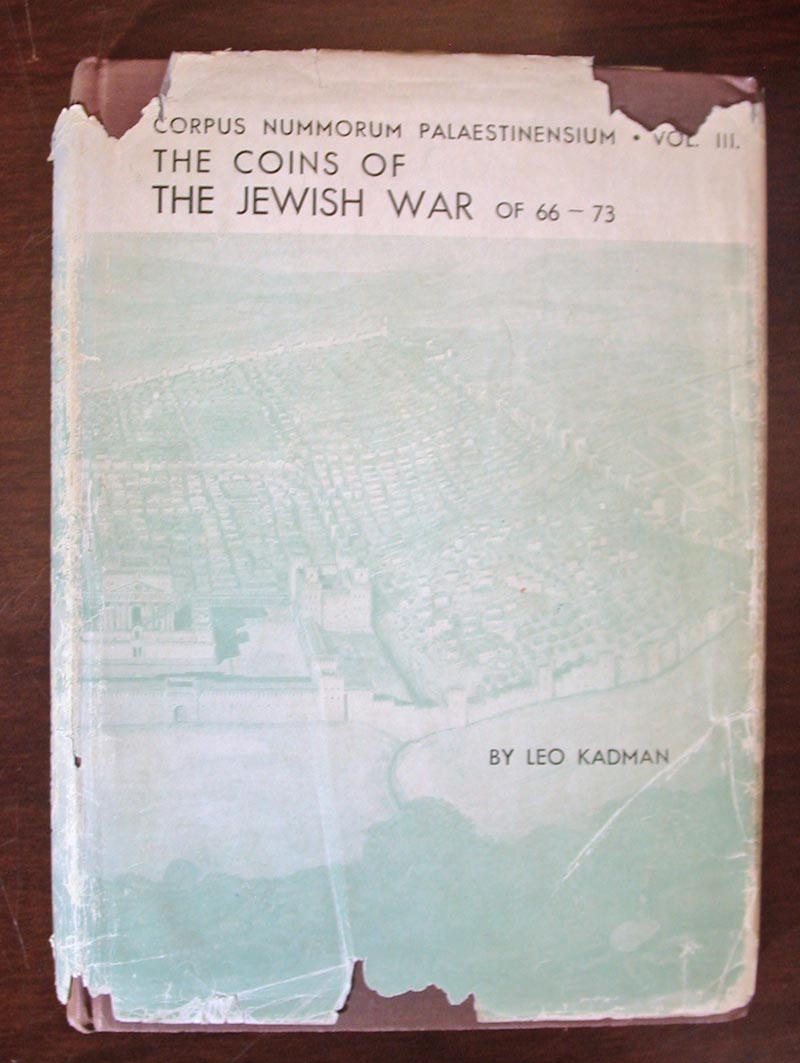 CORPUS NUMMORUM PALAESTINENSIUM • VOL. III.
THE COINS OF
THE JEWISH WAR OF 66 – 73
BY LEO KADMAN